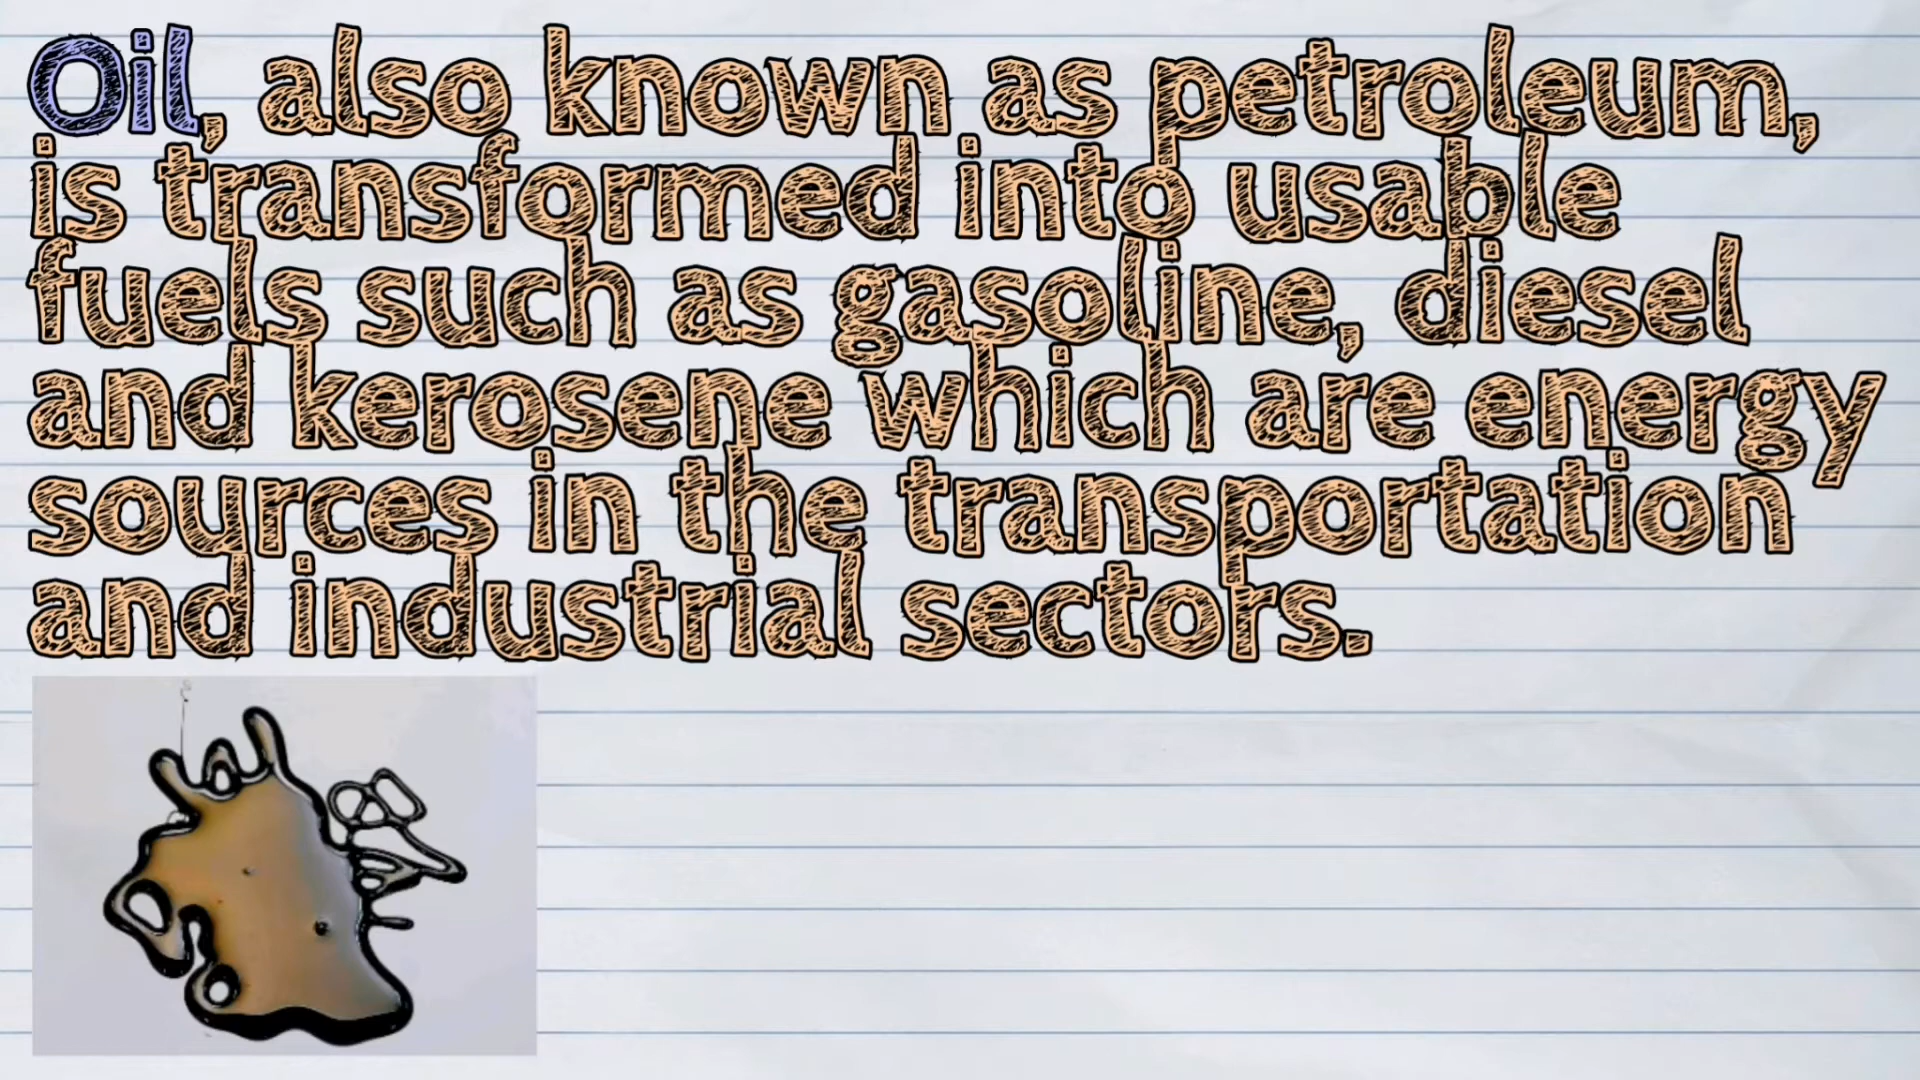 Oil, also known as petroleum,
is transformed into usable
fuels such as gasoline, diesel
and kerosene which are energy
sources in the transportation
and industrial sectors.